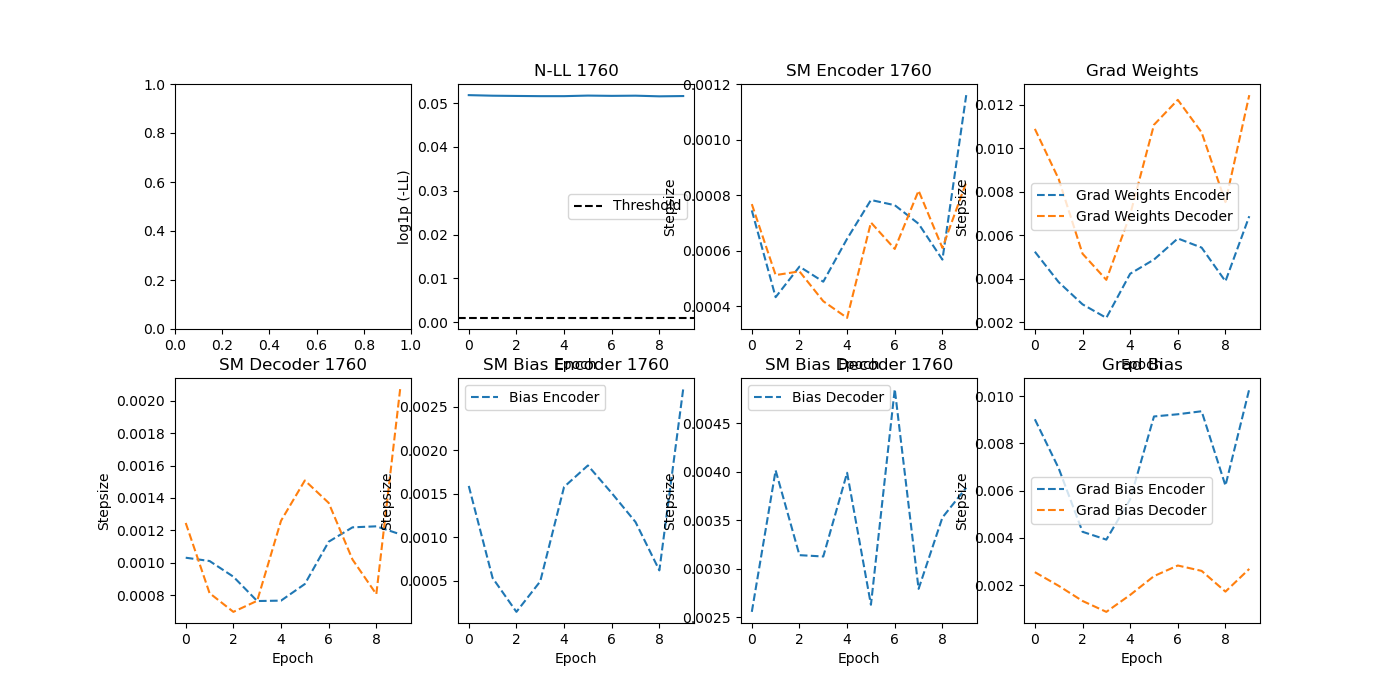 1.0
0.8
0.6
0.4
0.2
0.0
0.0 0.2 0.4 0.6 0.8 1.0
N-LL 1760
log1p (-LL)
0.05
0.04
0.03
0.02
0.01
0.00
Threshold
0 2 4 6 8
Epoch
SM Encoder 1760
Stepsize
0.0012
0.0010
0.0008
0.0006
0.0004
0 2 4 6 8
Epoch
Grad Weights
Stepsize
0.012
0.010
0.008
0.006
0.004
0.002
Grad Weights Encoder
Grad Weights Decoder
0 2 4 6 8
Epoch
SM Decoder 1760
Stepsize
0.0020
0.0018
0.0016
0.0014
0.0012
0.0010
0.0008
0 2 4 6 8
Epoch
SM Bias Encoder 1760
Stepsize
0.0025
0.0020
0.0015
0.0010
0.0005
Bias Encoder
0 2 4 6 8
Epoch
SM Bias Decoder 1760
Stepsize
0.0045
0.0040
0.0035
0.0030
0.0025
Bias Decoder
0 2 4 6 8
Epoch
Grad Bias
Stepsize
0.010
0.008
0.006
0.004
0.002
Grad Bias Encoder
Grad Bias Decoder
0 2 4 6 8
Epoch